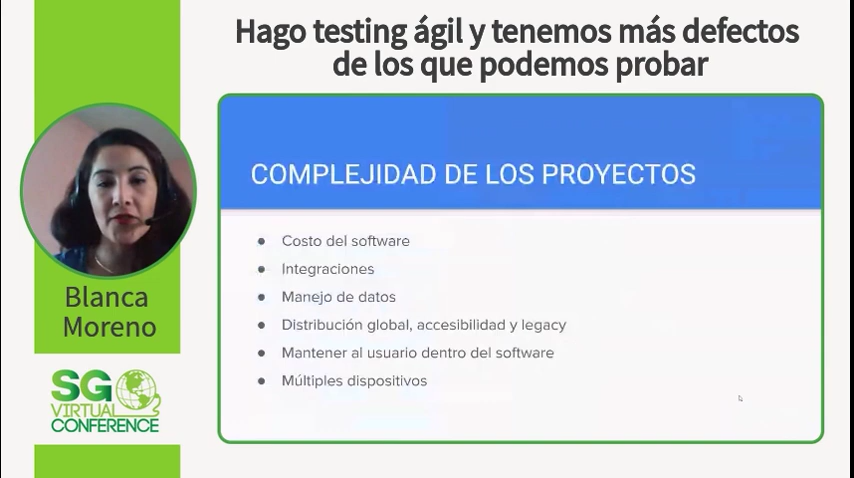 Hago testing ágil y tenemos más defectos
de los que podemos probar
COMPLEJIDAD DE LOS PROYECTOS
● Costo del software
● Integraciones
● Manejo de datos
● Distribución global, accesibilidad y legacy
● Mantener al usuario dentro del software
● Múltiples dispositivos
Blanca
Moreno
SG
VIRTUAL
CONFERENCE